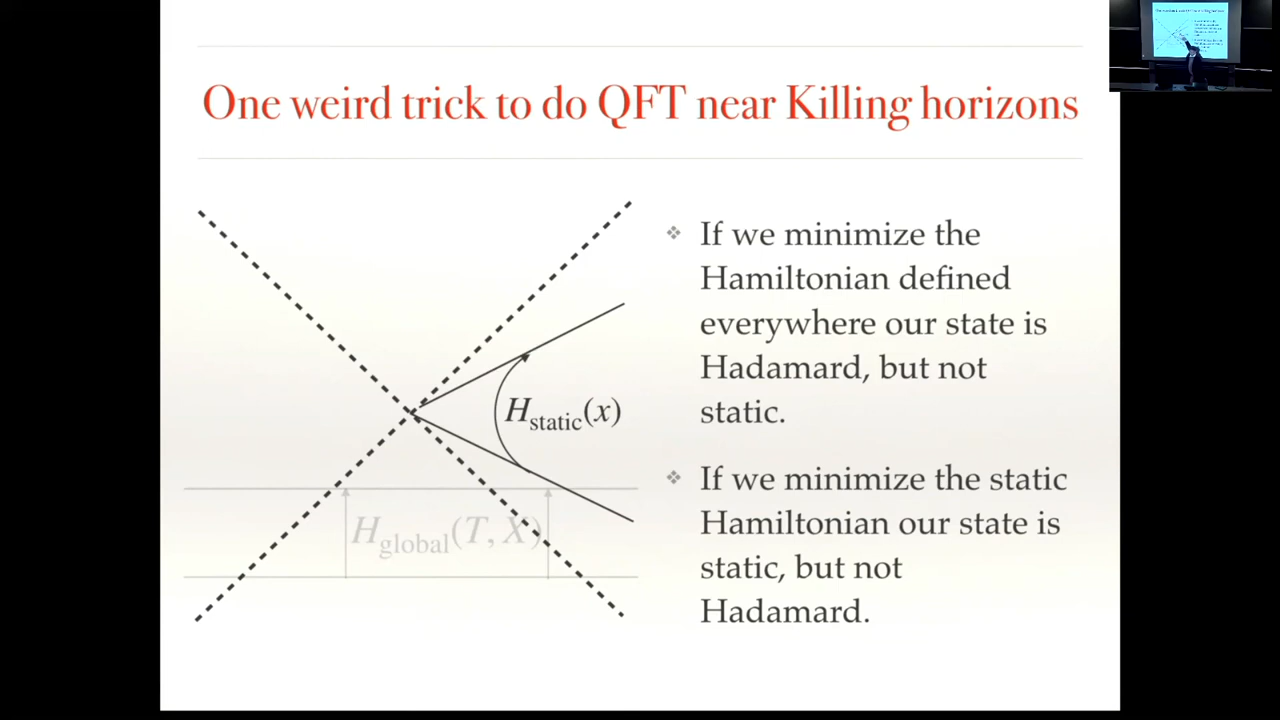 One weird trick to do QFT near Killing horizons
❖ If we minimize the
Hamiltonian defined
everywhere our state is
Hadamard, but not
static.
❖ If we minimize the static
Hamiltonian our state is
static, but not
Hadamard.
H_static(x)
H_global(T, X)